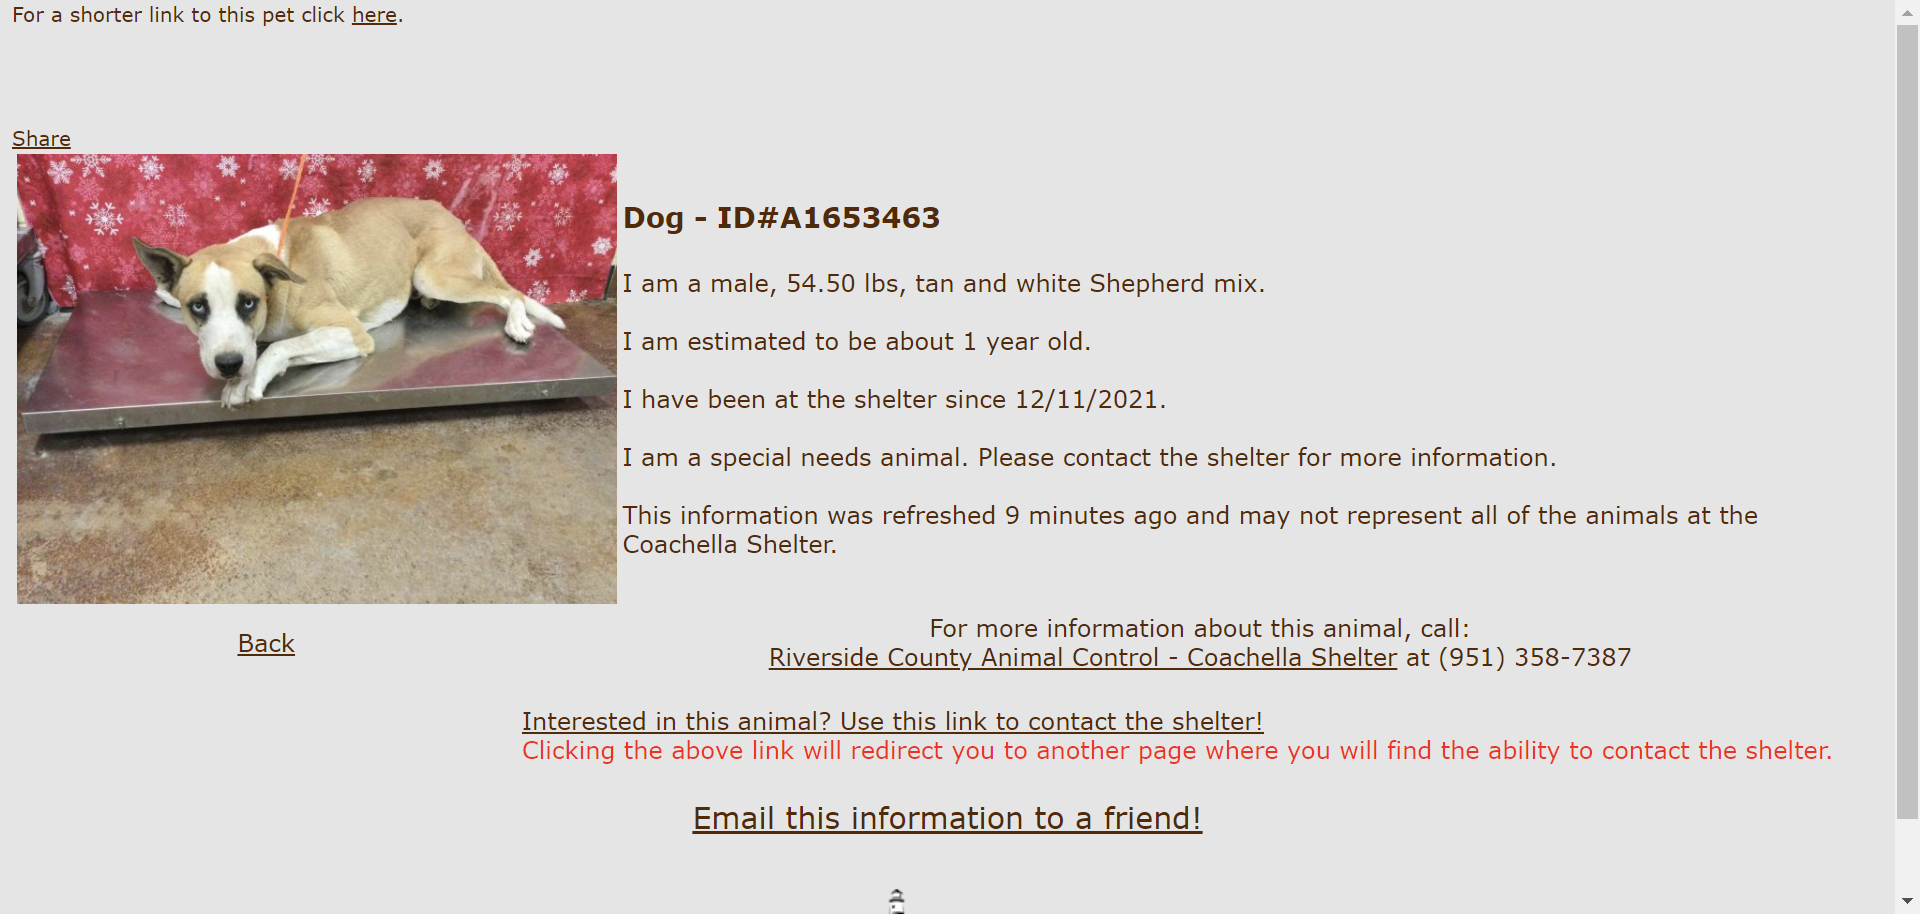 For a shorter link to this pet click here.
Share
Dog - ID#A1653463
I am a male, 54.50 lbs, tan and white Shepherd mix.
I am estimated to be about 1 year old.
I have been at the shelter since 12/11/2021.
I am a special needs animal. Please contact the shelter for more information.
This information was refreshed 9 minutes ago and may not represent all of the animals at the
Coachella Shelter.
Back
For more information about this animal, call:
Riverside County Animal Control - Coachella Shelter at (951) 358-7387
Interested in this animal? Use this link to contact the shelter!
Clicking the above link will redirect you to another page where you will find the ability to contact the shelter.
Email this information to a friend!